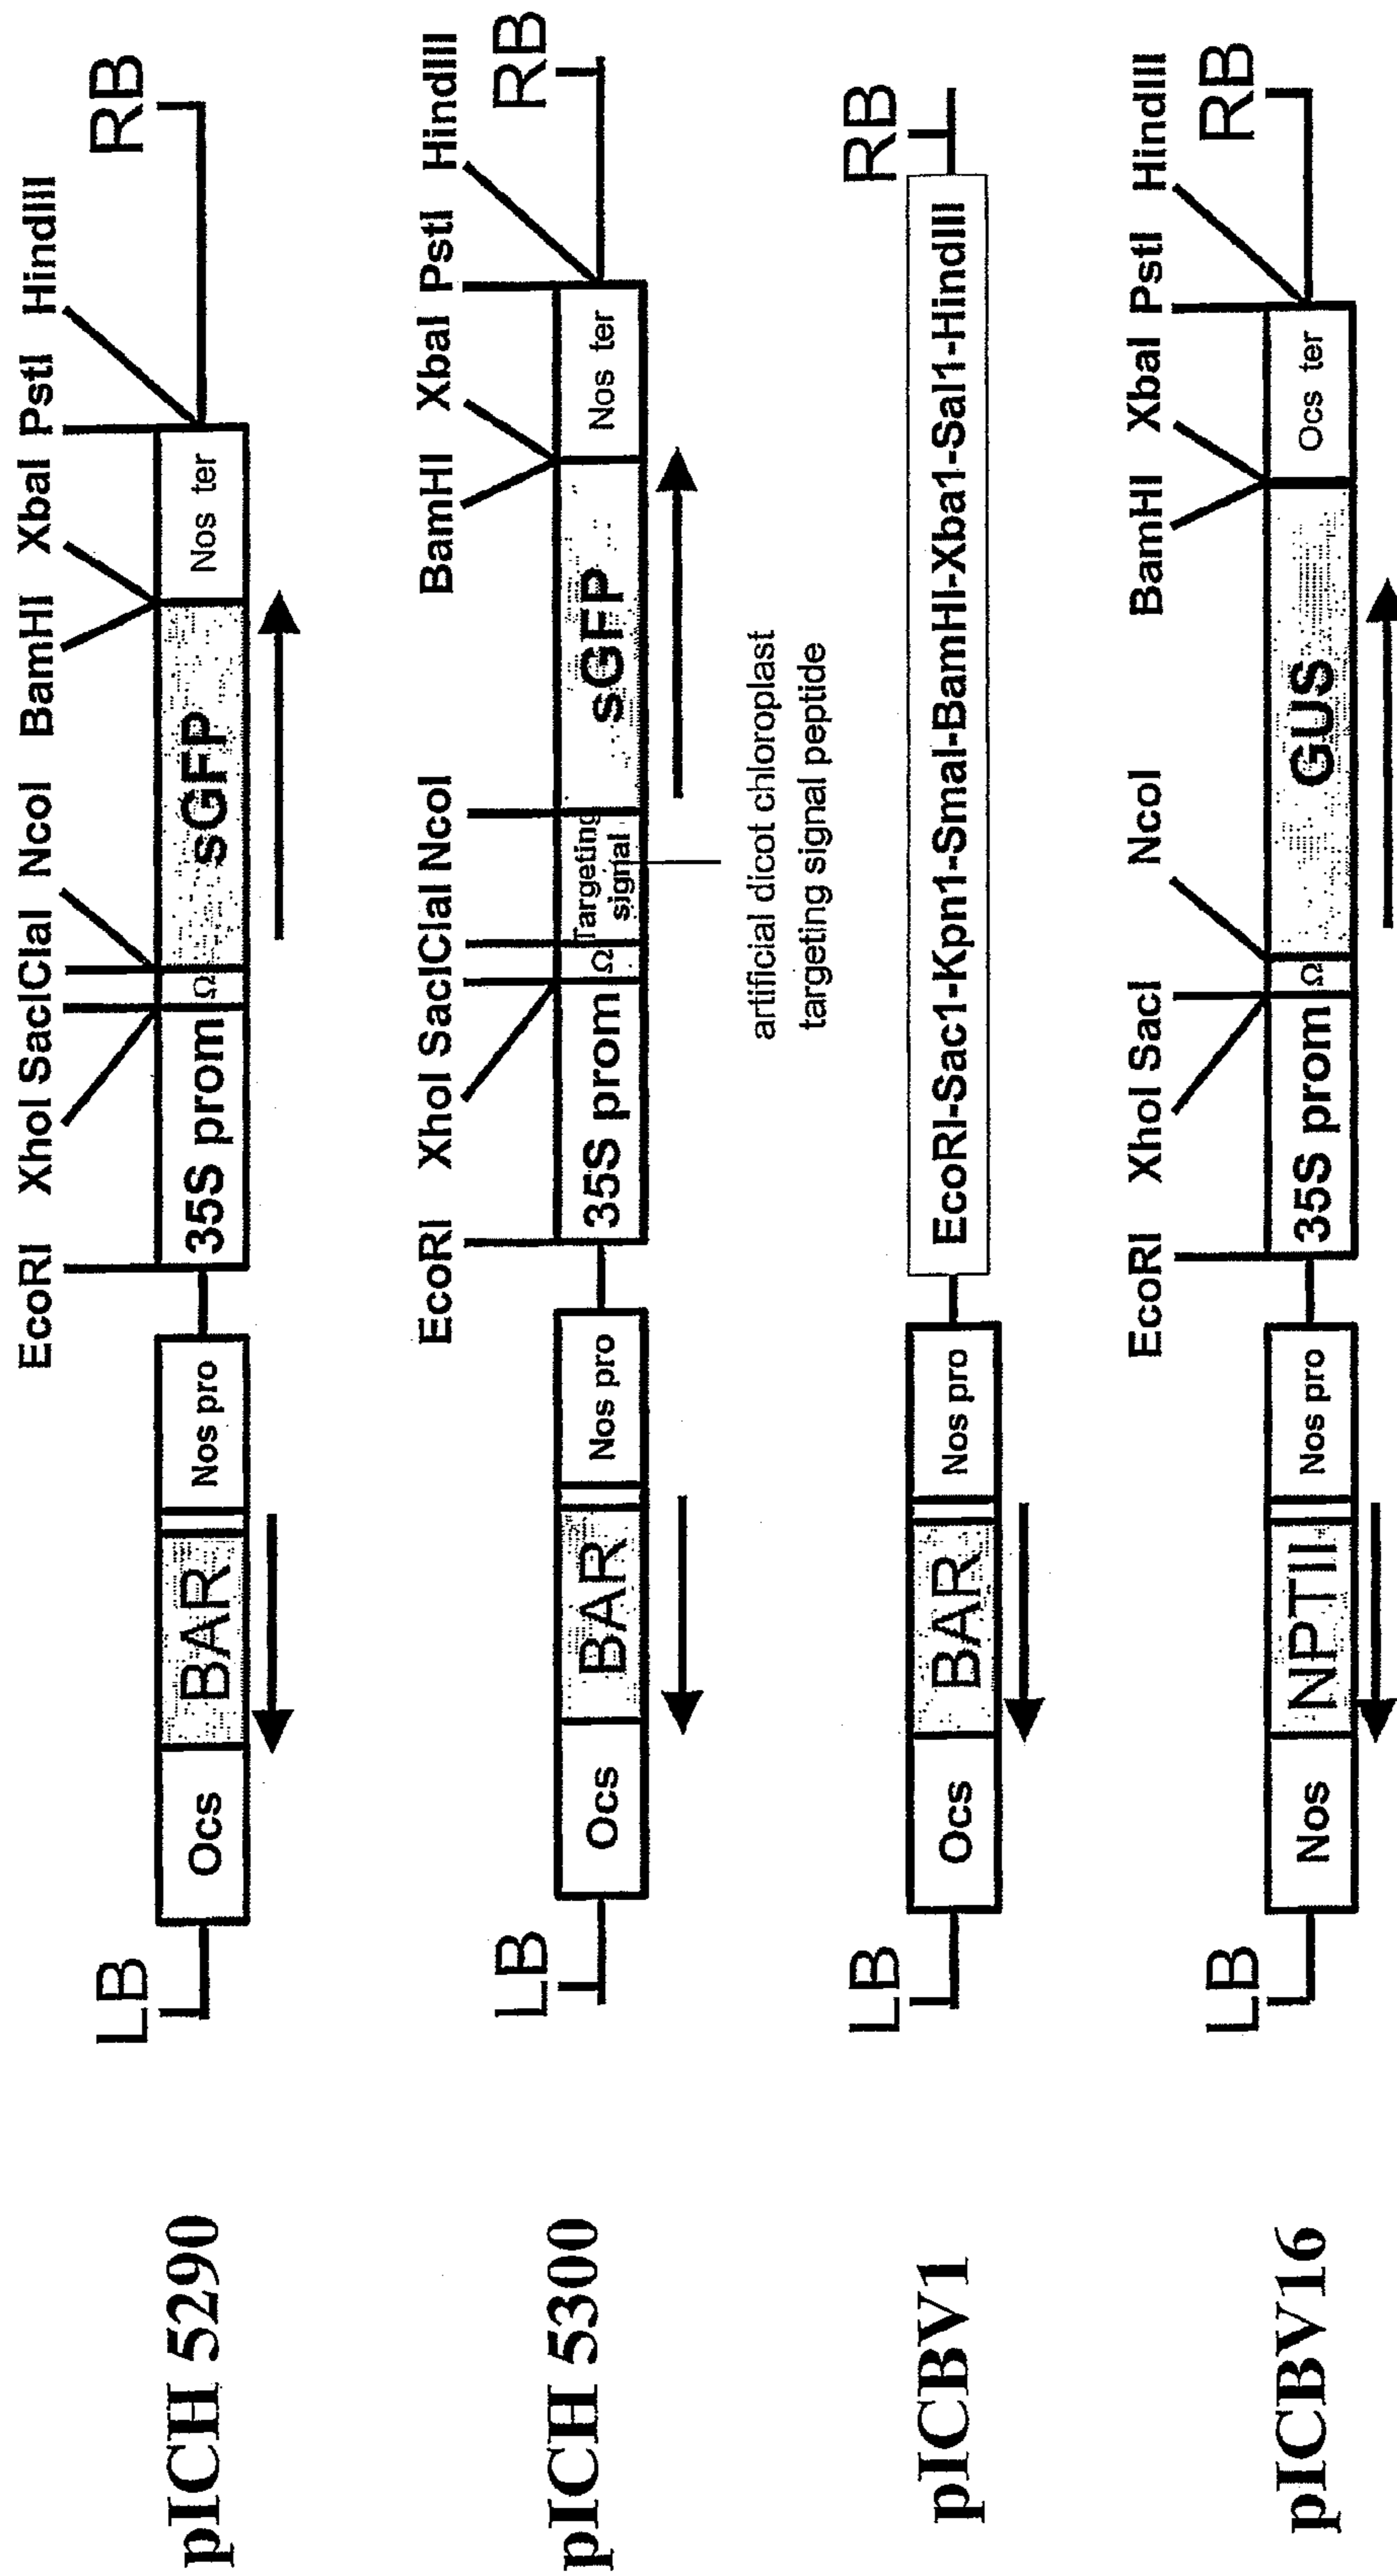 pICH 5290
EcoRI XhoI SacI ClaI NcoI BamHI XbaI PstI HindIII
LB RB
Ocs BAR Nos pro 35S prom Ω sGFP Nos ter
pICH 5300
EcoRI XhoI SacI ClaI NcoI BamHI XbaI PstI HindIII
LB RB
Ocs BAR Nos pro 35S prom Ω Targeting signal sGFP Nos ter
artificial dicot chloroplast
targeting signal peptide
pICBV1
LB RB
Ocs BAR Nos pro EcoRI-Sac1-Kpn1-SmaI-BamHI-Xba1-Sal1-HindIII
pICBV16
EcoRI XhoI SacI NcoI BamHI XbaI PstI HindIII
LB RB
Nos NPTII Nos pro 35S prom Ω GUS Ocs ter